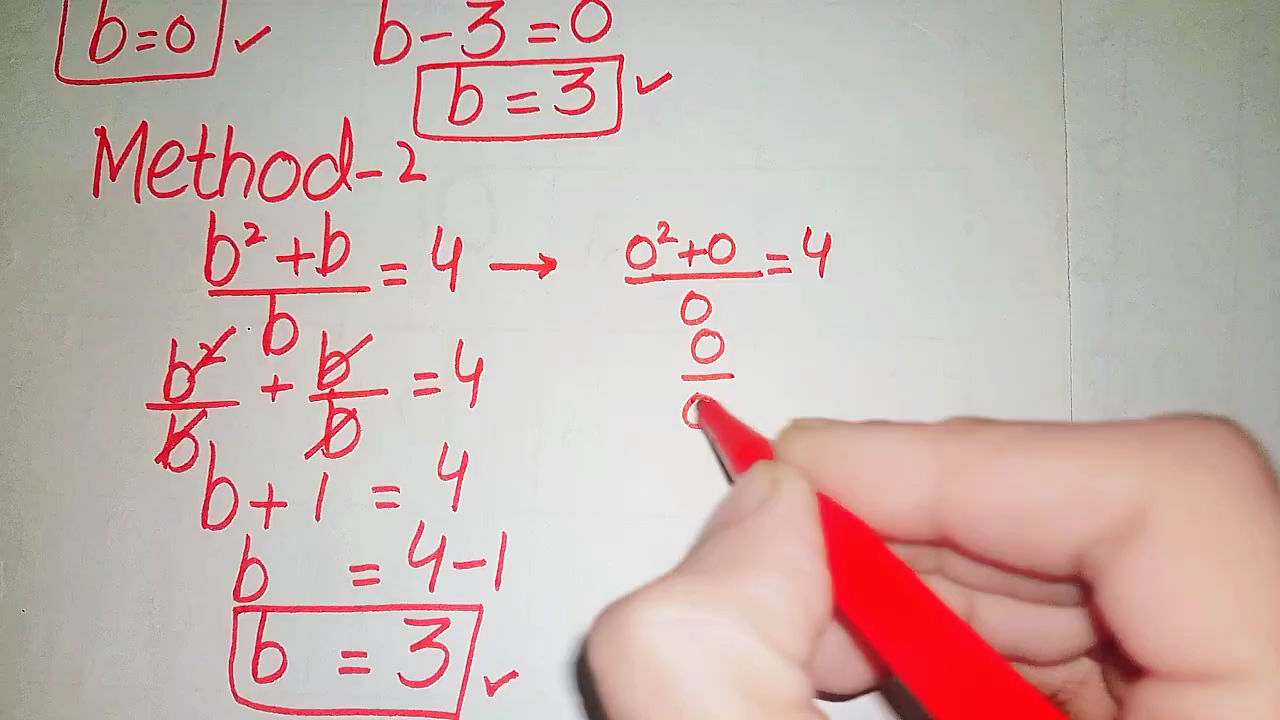 b=0 ✓ b-3=0
b=3 ✓
Method-2
b²+b/b = 4 → 0²+0/0 = 4
b²/b + b/b = 4 0/0
b+1 = 4
b = 4-1
b = 3 ✓